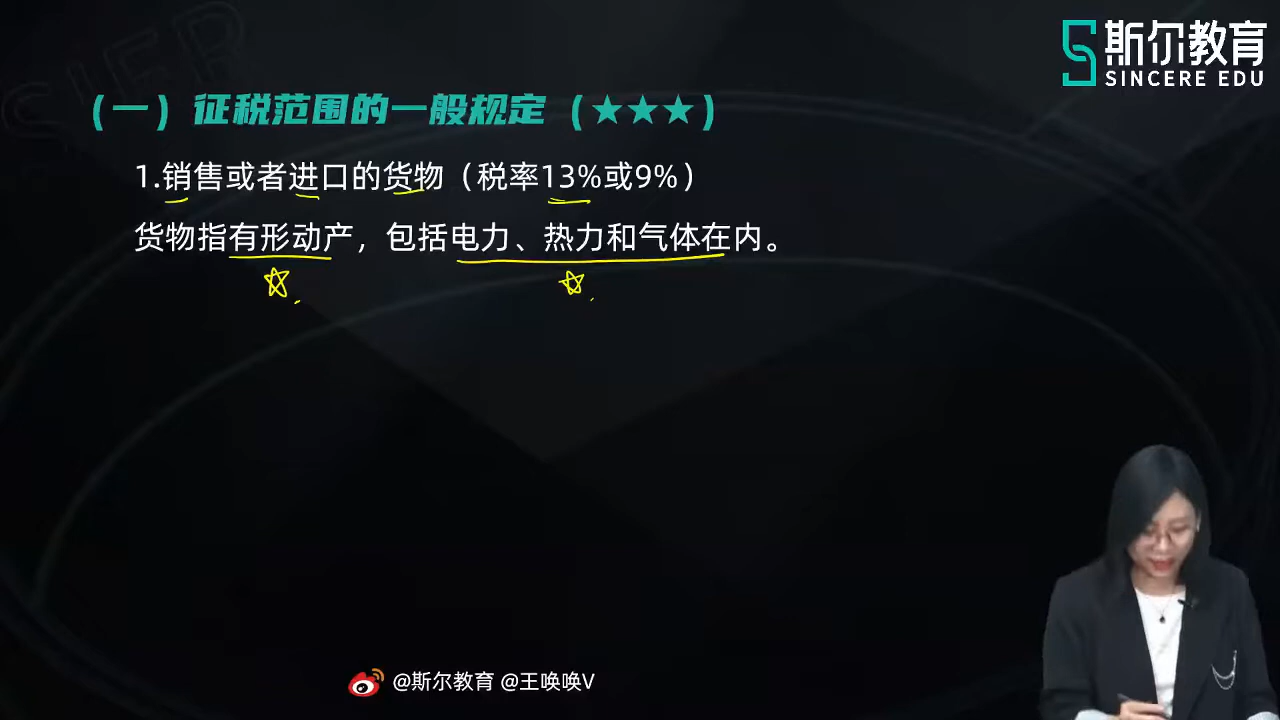 斯尔教育
SINCERE EDU
（一）征税范围的一般规定（★★★）
1.销售或者进口的货物（税率13%或9%）
货物指有形动产，包括电力、热力和气体在内。
@斯尔教育 @王唤唤V